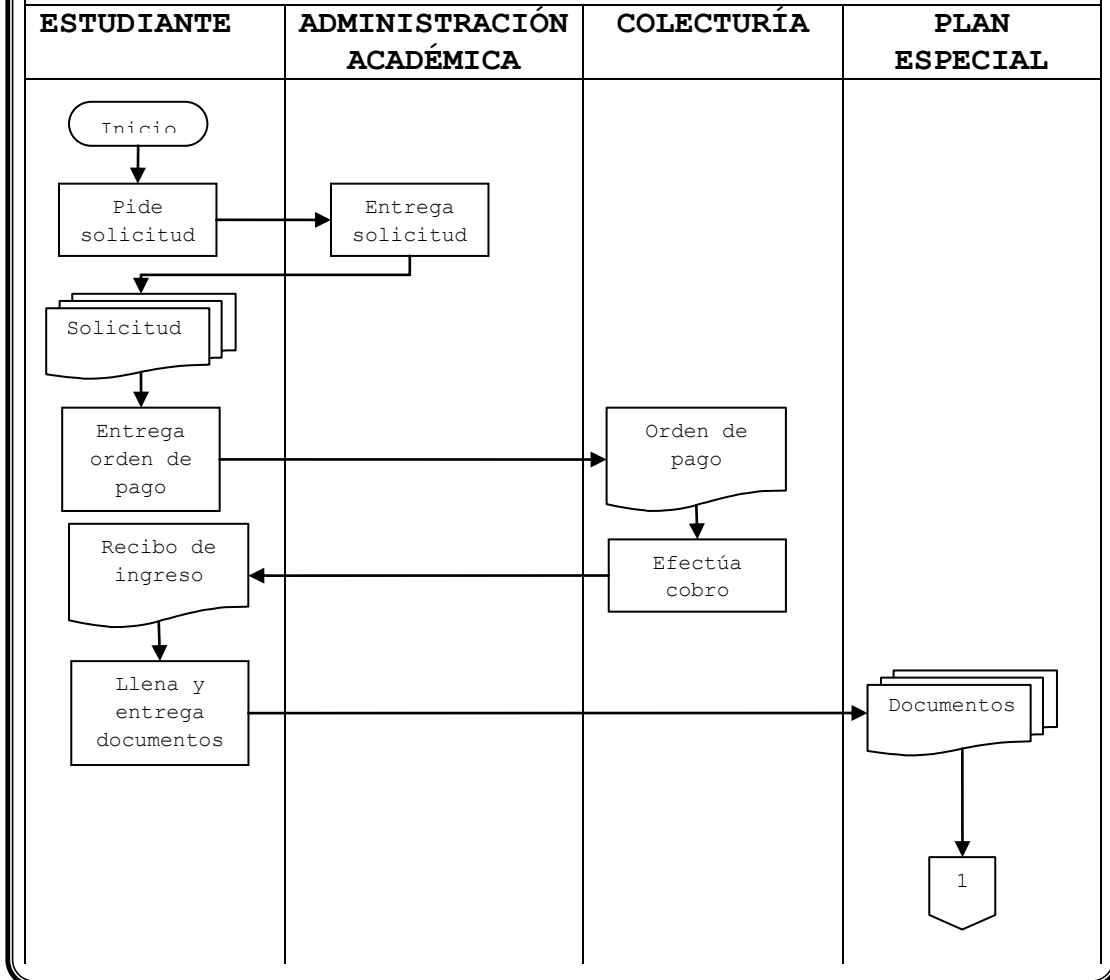 ESTUDIANTE
ADMINISTRACIÓN
ACADÉMICA
COLECTURÍA
PLAN
ESPECIAL
Inicio
Pide
solicitud
Entrega
solicitud
Solicitud
Entrega
orden de
pago
Orden de
pago
Recibo de
ingreso
Efectúa
cobro
Llena y
entrega
documentos
Documentos
1